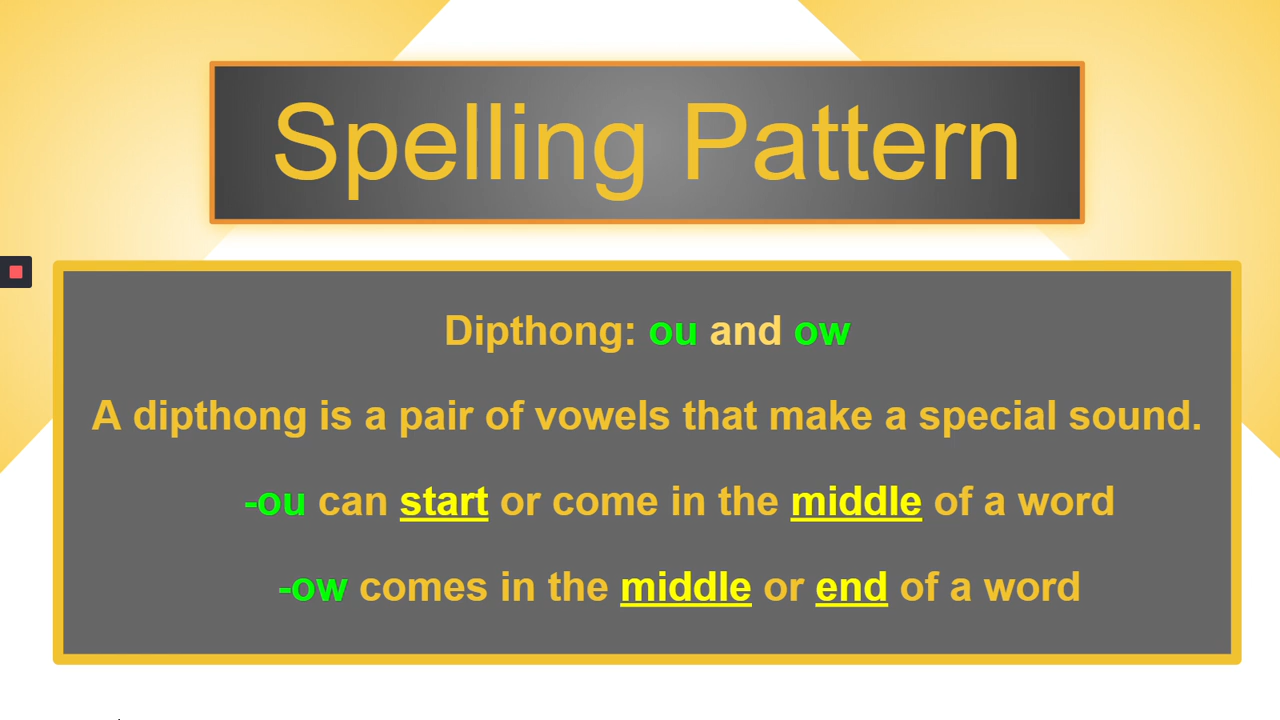 Spelling Pattern
Dipthong: ou and ow
A dipthong is a pair of vowels that make a special sound.
-ou can start or come in the middle of a word
-ow comes in the middle or end of a word